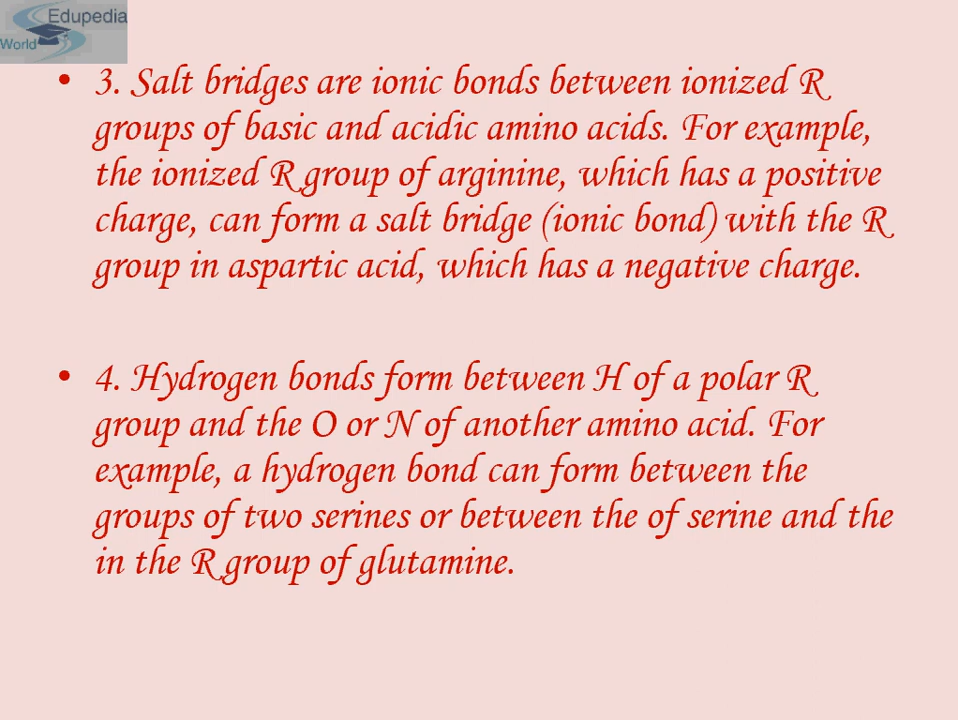 Edupedia
World
• 3. Salt bridges are ionic bonds between ionized R
groups of basic and acidic amino acids. For example,
the ionized R group of arginine, which has a positive
charge, can form a salt bridge (ionic bond) with the R
group in aspartic acid, which has a negative charge.
• 4. Hydrogen bonds form between H of a polar R
group and the O or N of another amino acid. For
example, a hydrogen bond can form between the
groups of two serines or between the of serine and the
in the R group of glutamine.